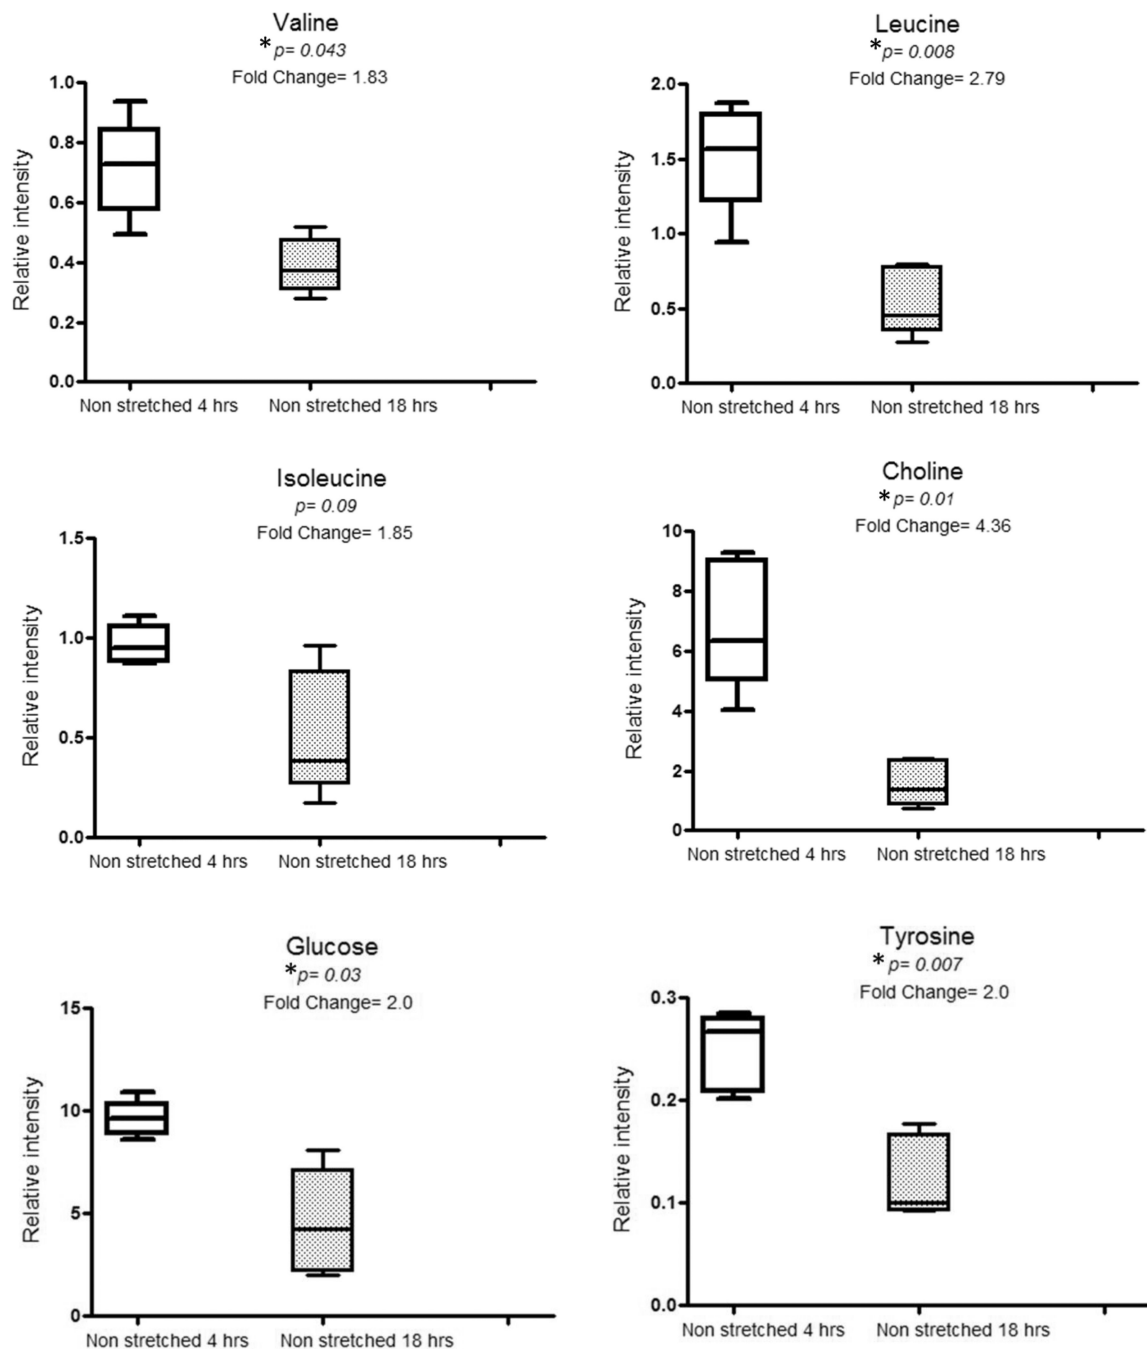 Valine
*p= 0.043
Fold Change= 1.83
Relative intensity
1.0
0.8
0.6
0.4
0.2
0.0
Non stretched 4 hrs
Non stretched 18 hrs
Leucine
*p= 0.008
Fold Change= 2.79
Relative intensity
2.0
1.5
1.0
0.5
0.0
Non stretched 4 hrs
Non stretched 18 hrs
Isoleucine
p= 0.09
Fold Change= 1.85
Relative intensity
1.5
1.0
0.5
0.0
Non stretched 4 hrs
Non stretched 18 hrs
Choline
*p= 0.01
Fold Change= 4.36
Relative intensity
10
8
6
4
2
0
Non stretched 4 hrs
Non stretched 18 hrs
Glucose
*p= 0.03
Fold Change= 2.0
Relative intensity
15
10
5
0
Non stretched 4 hrs
Non stretched 18 hrs
Tyrosine
*p= 0.007
Fold Change= 2.0
Relative intensity
0.3
0.2
0.1
0.0
Non stretched 4 hrs
Non stretched 18 hrs